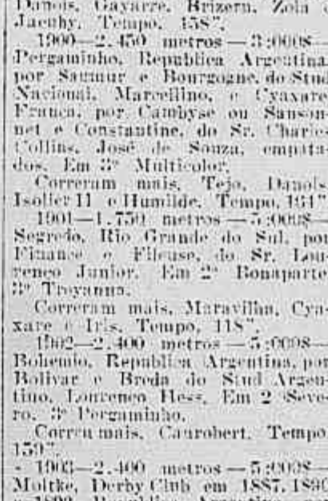 Danois, Gayarre, Brizern, Zola e
Jacuhy. Tempo, 158".
1900—2.450 metros—3:000$—
Pergaminho, Republica Argentina,
por Saumur e Bourgogne, do Stud
Nacional, Marcellino, e Cyaxare
França, por Cambyse ou Sanson-
net e Constantine, do Sr. Charle
Collins, José de Souza, empata-
dos. Em 3º Multicolor.
Correram mais, Tejo, Danois
Isolier II e Humilde. Tempo, 161"
1901—1.750 metros—5:000$—
Segredo, Rio Grande do Sul, por
Finance e Fileuse, do Sr. Lou-
renço Junior. Em 2º Bonaparte
3º Troyanna.
Correram mais, Maravilha, Cya-
xare e Iris. Tempo, 118".
1902—2.400 metros—5:000$—
Bohemio, Republica Argentina, por
Bolivar e Breda do Stud Argen-
tino, Lourenço Hess. Em 2 Seve-
ro, 3º Pergaminho.
Correu mais, Canrobert. Tempo
159".
1903—2.400 metros—5:000$—
Moltke, Derby Club em 1887, 189